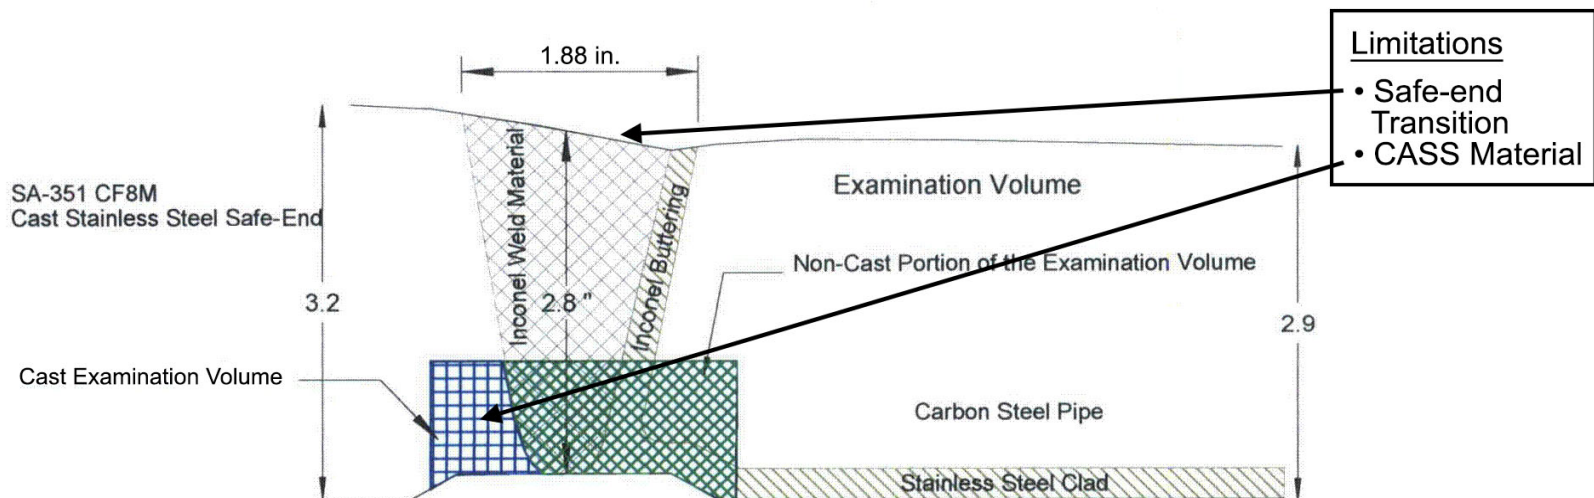 1.88 in.
Limitations
• Safe-end
Transition
• CASS Material
SA-351 CF8M
Cast Stainless Steel Safe-End
Inconel Weld Material
Inconel Buttering
Examination Volume
Non-Cast Portion of the Examination Volume
3.2
2.8 "
2.9
Cast Examination Volume
Carbon Steel Pipe
Stainless Steel Clad